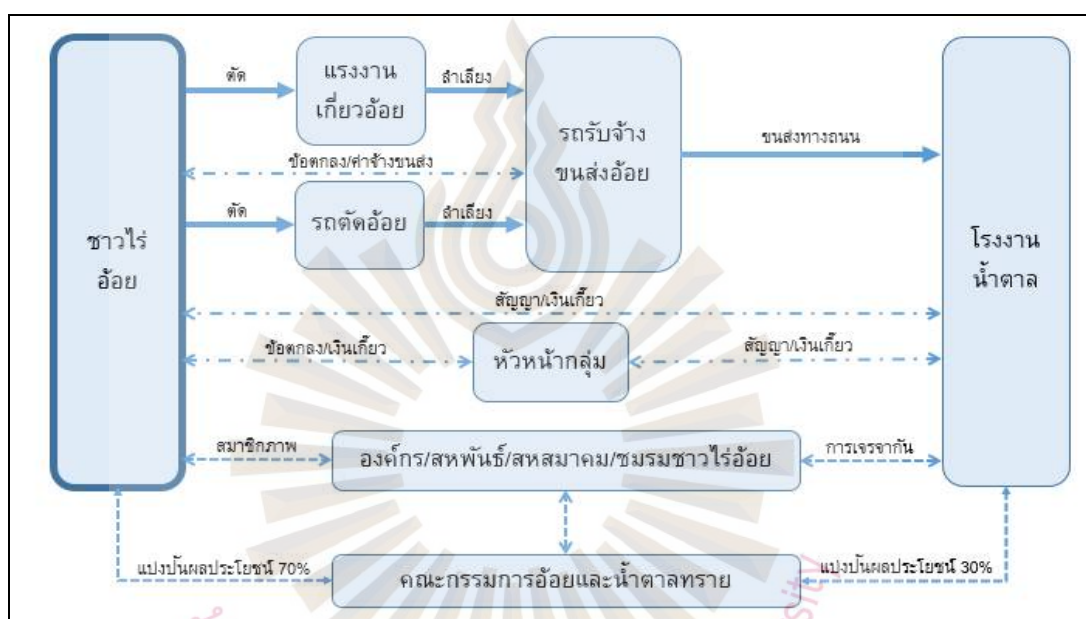 ตัด
แรงงาน
เกี่ยวอ้อย
ลำเลียง
รถรับจ้าง
ขนส่งอ้อย
ขนส่งทางถนน
ข้อตกลง/ค่าจ้างขนส่ง
ตัด
รถตัดอ้อย
ลำเลียง
ชาวไร่
อ้อย
โรงงาน
น้ำตาล
สัญญา/เงินเกี๊ยว
ข้อตกลง/เงินเกี๊ยว
หัวหน้ากลุ่ม
สัญญา/เงินเกี๊ยว
สมาชิกภาพ
องค์กร/สหพันธ์/สหสมาคม/ชมรมชาวไร่อ้อย
การเจรจากัน
แบ่งปันผลประโยชน์ 70%
คณะกรรมการอ้อยและน้ำตาลทราย
แบ่งปันผลประโยชน์ 30%